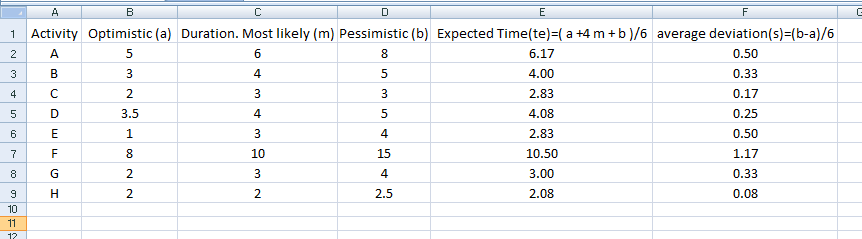 A B C D E F G
1 Activity Optimistic (a) Duration. Most likely (m) Pessimistic (b) Expected Time(te)=( a +4 m + b )/6 average deviation(s)=(b-a)/6
2 A 5 6 8 6.17 0.50
3 B 3 4 5 4.00 0.33
4 C 2 3 3 2.83 0.17
5 D 3.5 4 5 4.08 0.25
6 E 1 3 4 2.83 0.50
7 F 8 10 15 10.50 1.17
8 G 2 3 4 3.00 0.33
9 H 2 2 2.5 2.08 0.08
10
11
12